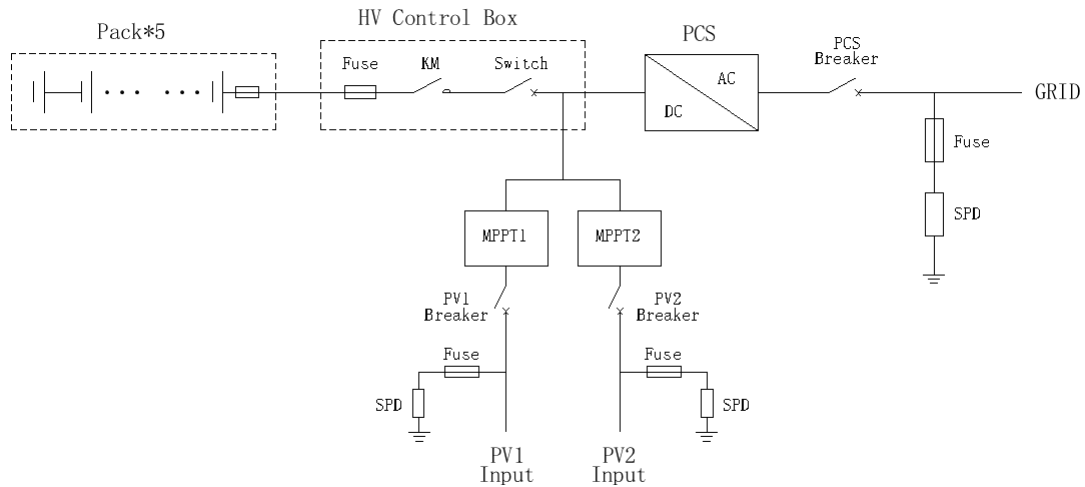 HV Control Box
Pack*5
PCS
PCS
Breaker
Fuse
KM
Switch
AC
DC
GRID
Fuse
SPD
MPPT1
MPPT2
PV1
Breaker
PV2
Breaker
Fuse
Fuse
SPD
SPD
PV1
Input
PV2
Input